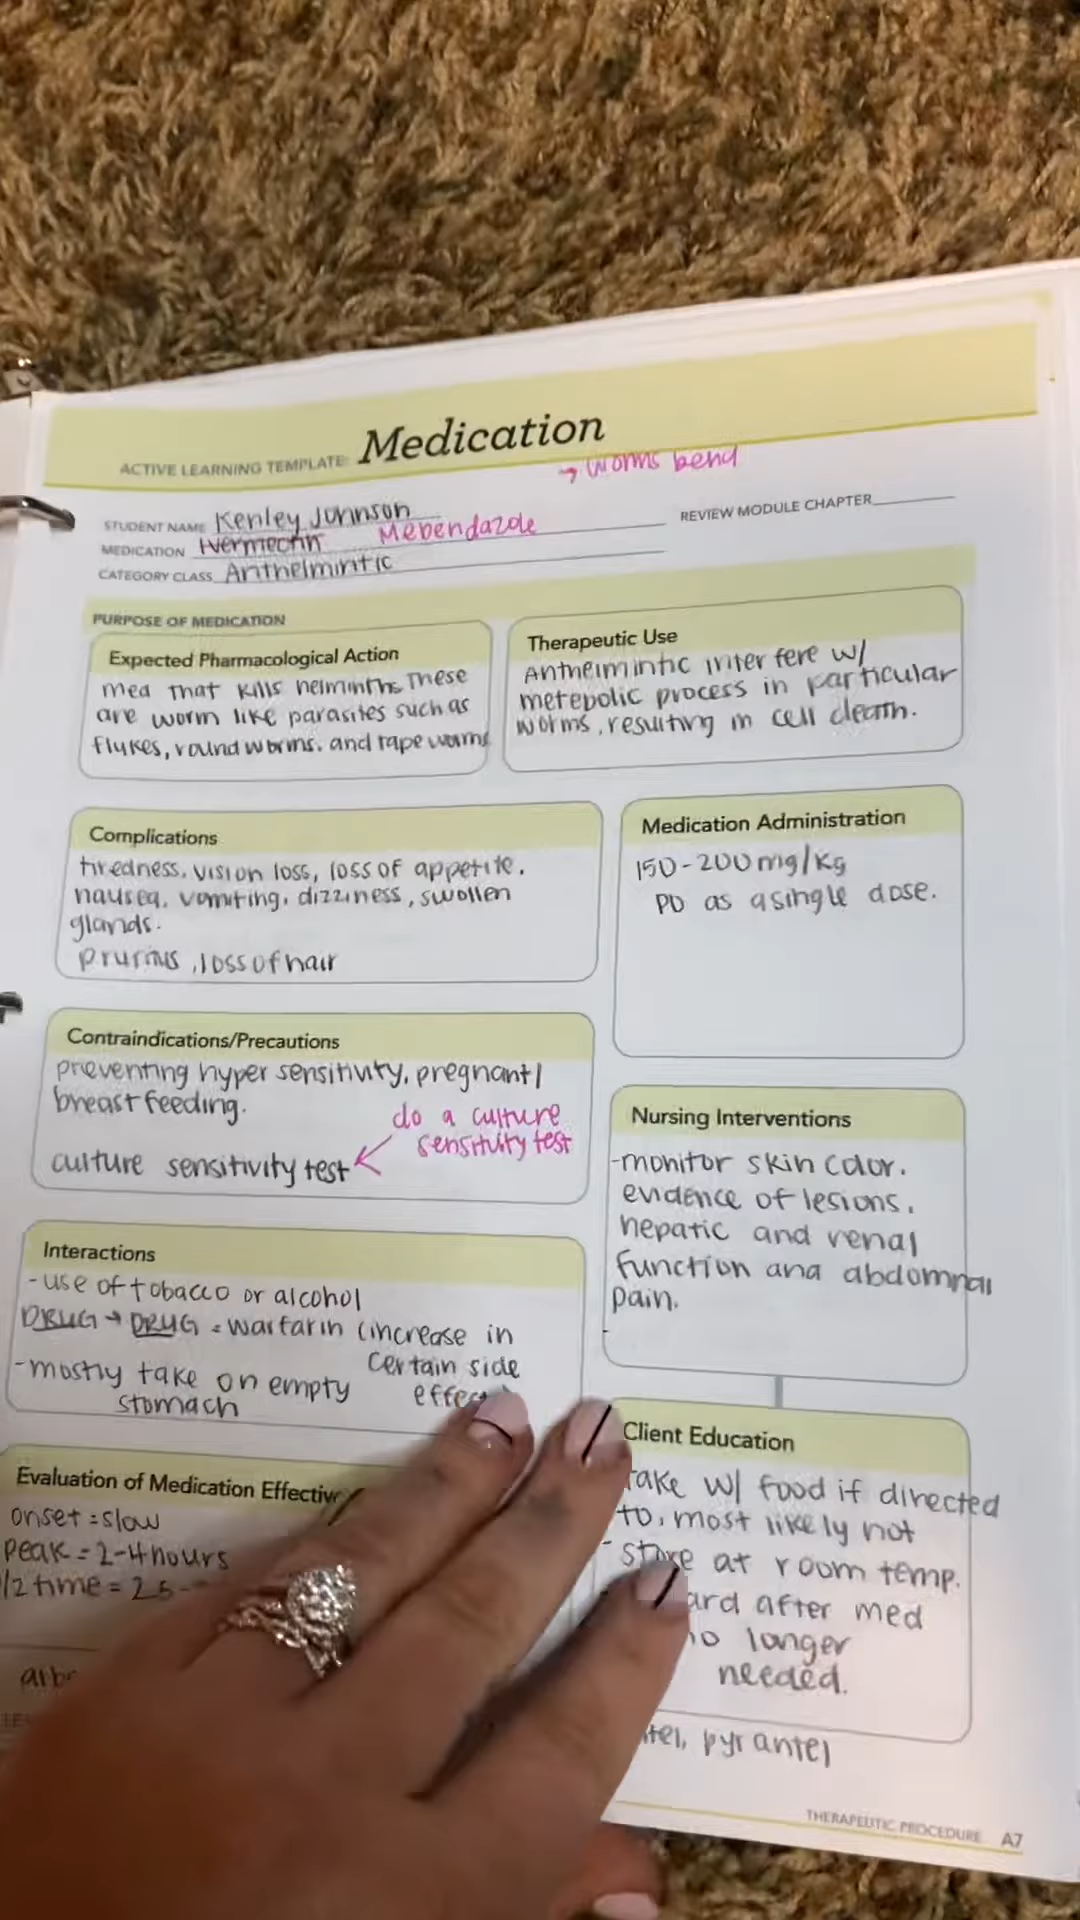 Medication
ACTIVE LEARNING TEMPLATE:
→ worms bend
STUDENT NAME Kenley Johnson
REVIEW MODULE CHAPTER
MEDICATION Ivermectin Mebendazole
CATEGORY CLASS Anthelmintic
PURPOSE OF MEDICATION
Expected Pharmacological Action
med that kills helminths. These
are worm like parasites such as
flukes, round worms, and tape worms
Therapeutic Use
Anthelmintic interfere w/
metebolic process in particular
worms, resulting in cell death.
Complications
tiredness, vision loss, loss of appetite,
nausea, vomiting, dizziness, swollen
glands.
pruritus, loss of hair
Medication Administration
150-200 mg/kg
PO as a single dose.
Contraindications/Precautions
preventing hyper sensitivity, pregnant/
breast feeding.
do a culture
sensitivity test
culture sensitivity test
Nursing Interventions
-monitor skin color,
evidence of lesions,
hepatic and renal
function and abdominal
pain.
-
Interactions
-use of tobacco or alcohol
DRUG → DRUG = warfarin (increase in
certain side
-mostly take on empty
stomach
Client Education
take w/ food if directed
to, most likely not
- store at room temp.
after med
no longer
needed.
Evaluation of Medication
onset = slow
peak = 2-4 hours
1/2 time = 2.5-
pyrantel
THERAPEUTIC PROCEDURE A7